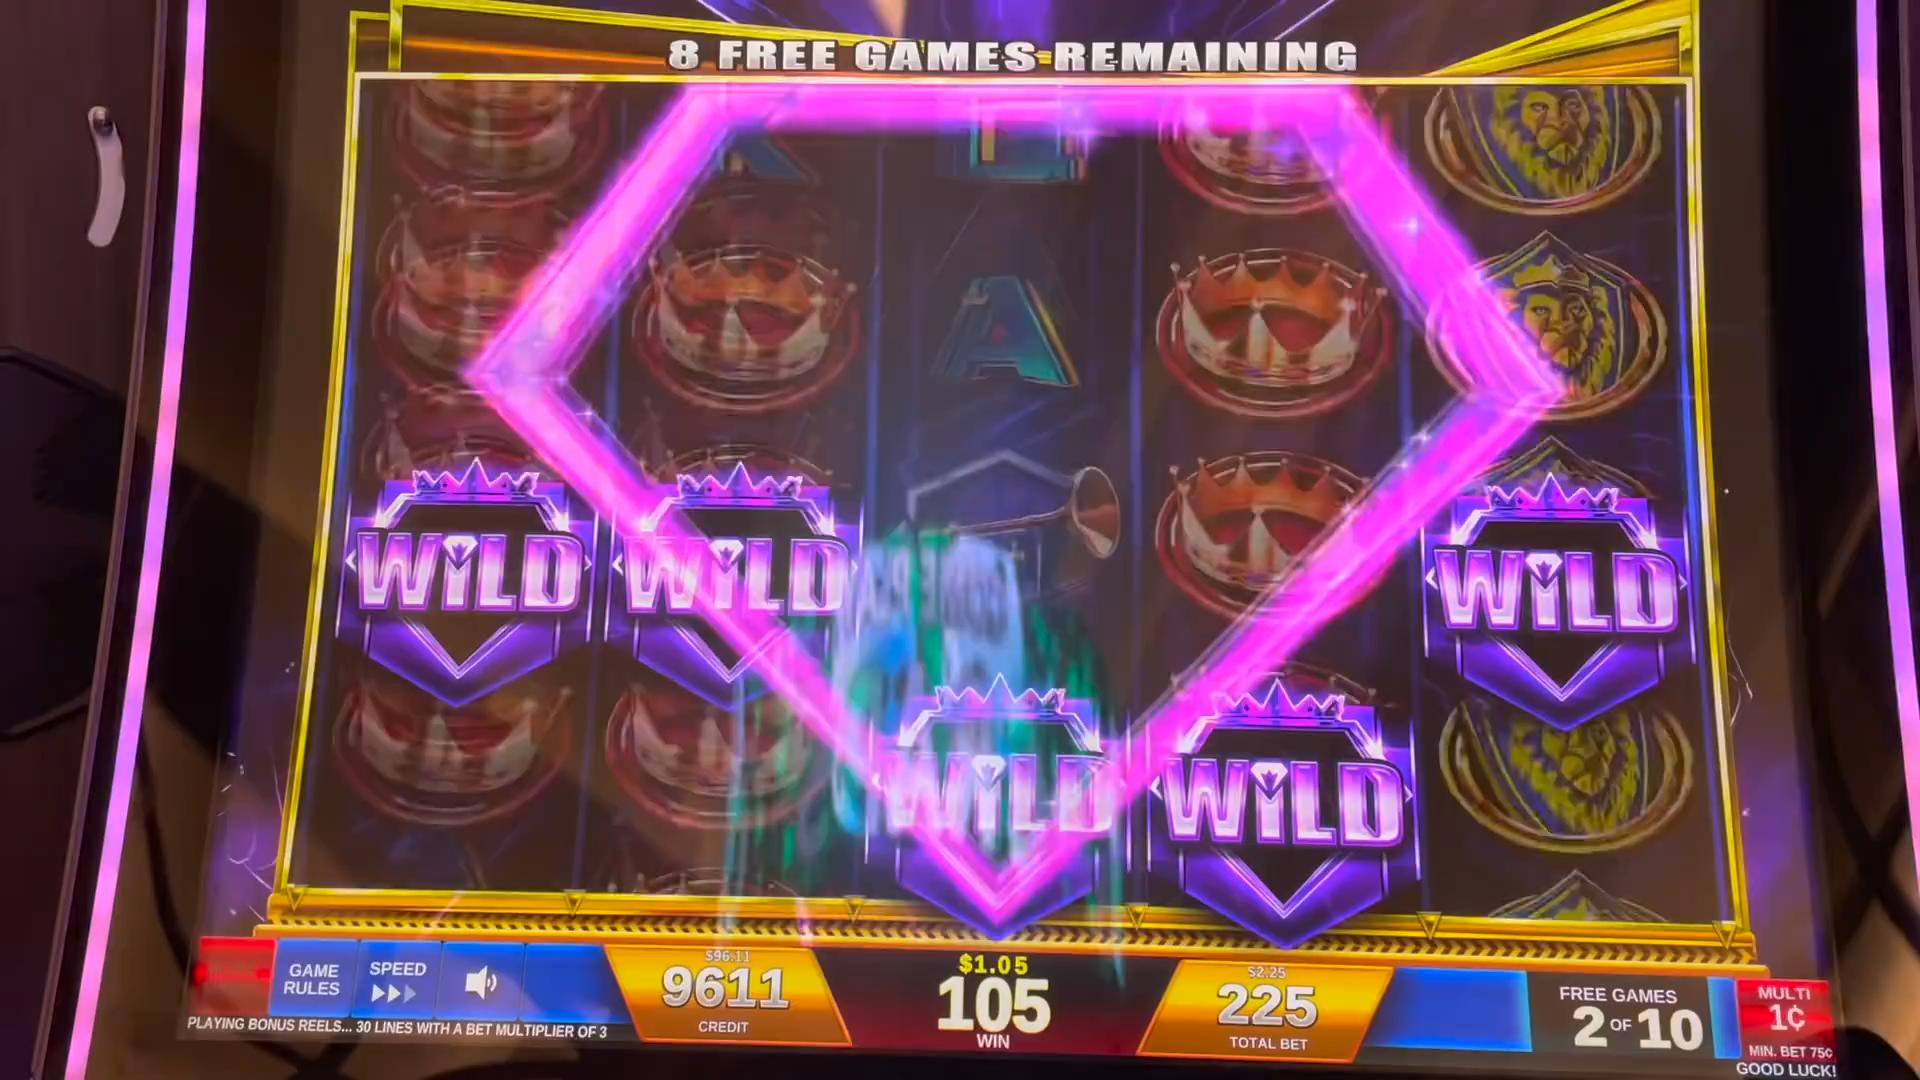 8 FREE GAMES REMAINING
A
WILD
WILD
WILD
WILD
WILD
GAME
RULES
SPEED
$96.11
9611
CREDIT
$1.05
105
WIN
$2.25
225
TOTAL BET
FREE GAMES
2 OF 10
MULTI
1¢
MIN. BET 75¢
GOOD LUCK!
PLAYING BONUS REELS... 30 LINES WITH A BET MULTIPLIER OF 3